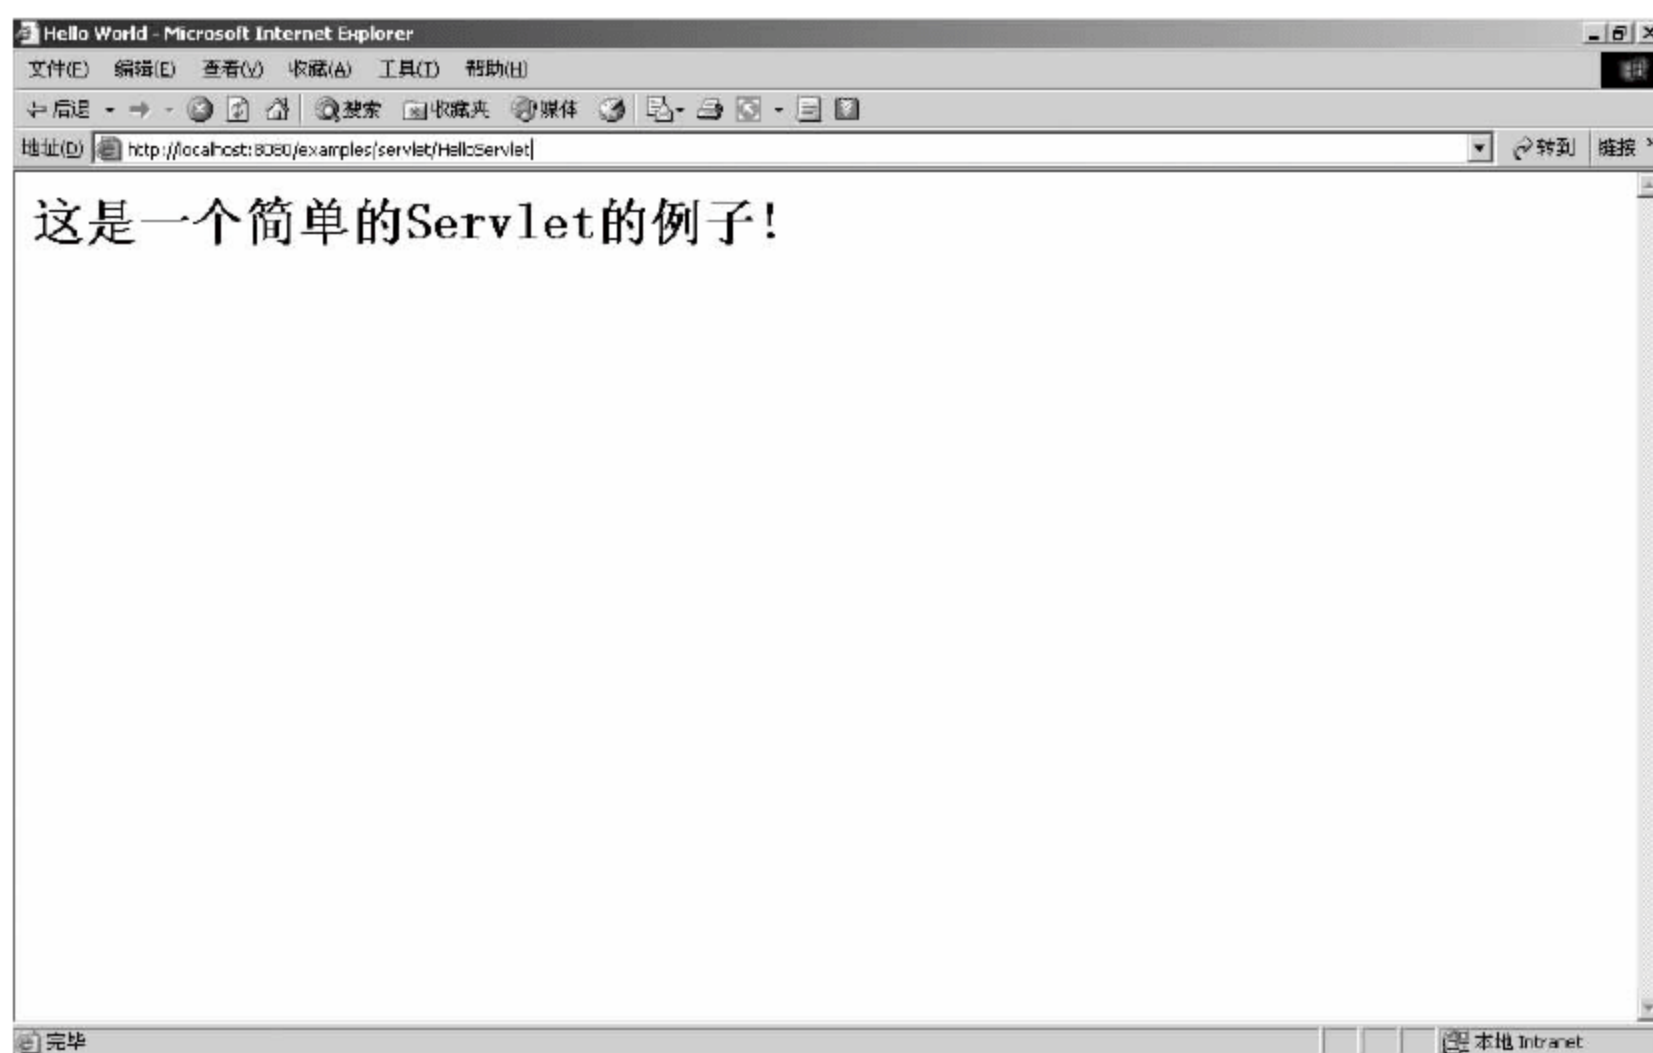 Hello World - Microsoft Internet Explorer
文件(F) 编辑(E) 查看(V) 收藏(A) 工具(T) 帮助(H)
后退 搜索 收藏夹 媒体
地址(D) http://localhost:8080/examples/servlet/HelloServlet 转到 链接 »
这是一个简单的Servlet的例子!
完毕 本地 Intranet